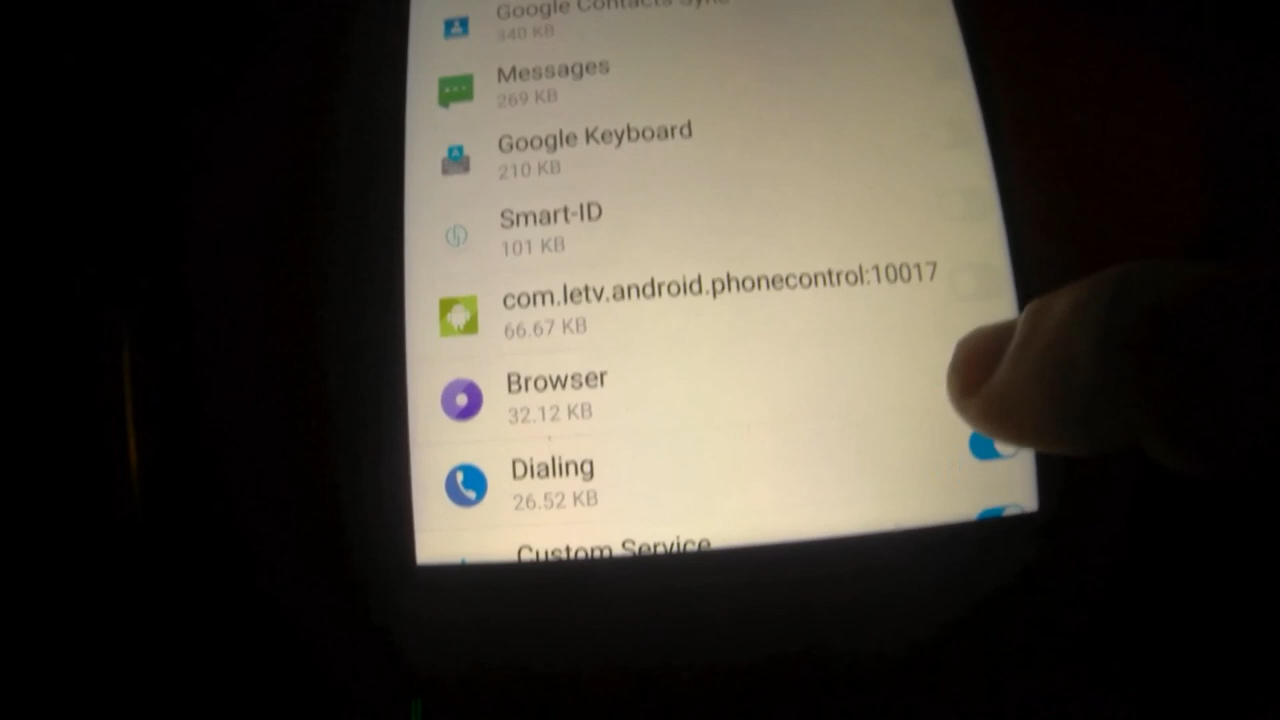 Google Contacts Sync
340 KB
Messages
269 KB
Google Keyboard
210 KB
Smart-ID
101 KB
com.letv.android.phonecontrol:10017
66.67 KB
Browser
32.12 KB
Dialing
26.52 KB
Custom Service